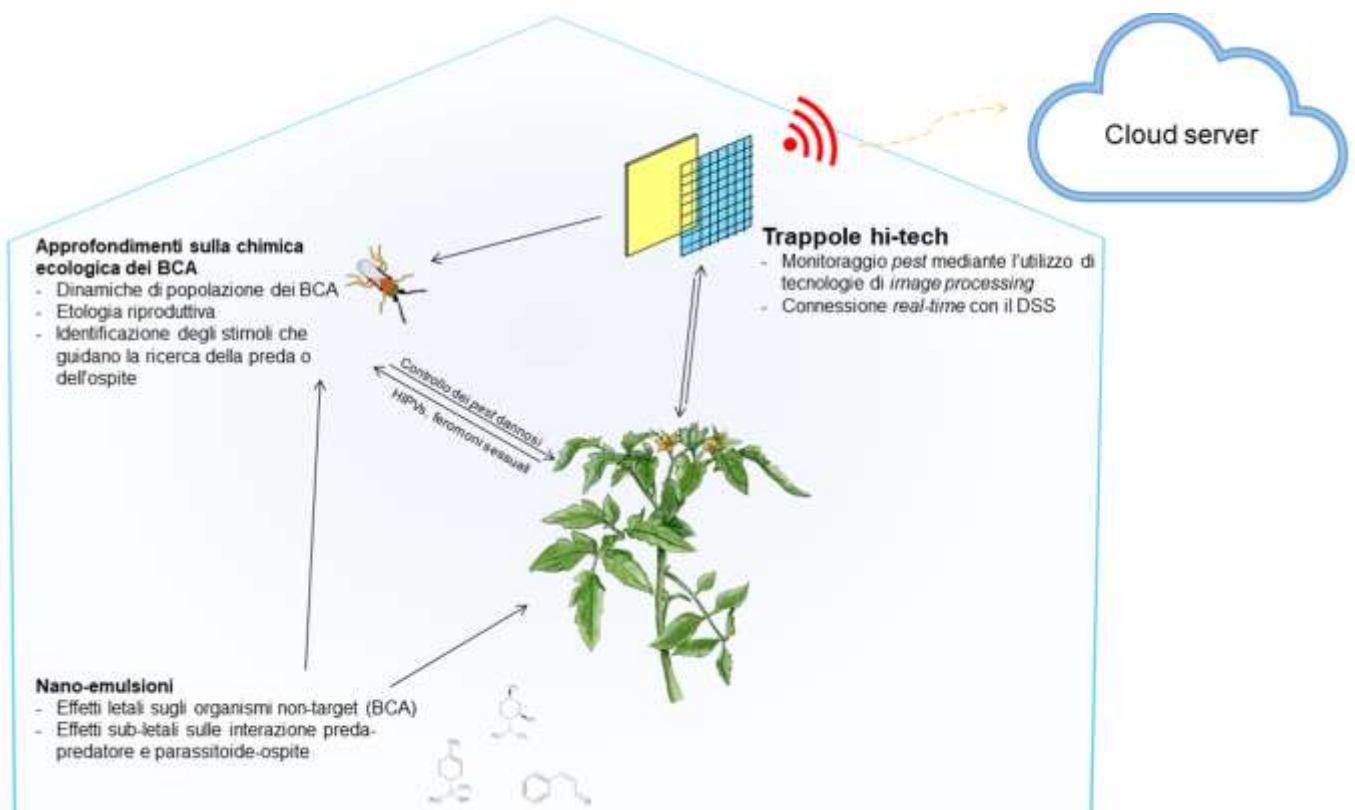 Cloud server
Trappole hi-tech
- Monitoraggio pest mediante l'utilizzo di
tecnologie di image processing
- Connessione real-time con il DSS
Approfondimenti sulla chimica
ecologica dei BCA
- Dinamiche di popolazione dei BCA
- Etologia riproduttiva
- Identificazione degli stimoli che
guidano la ricerca della preda o
dell'ospite
Controllo dei pest dannosi
HIPVs, feromoni sessuali
Nano-emulsioni
- Effetti letali sugli organismi non-target (BCA)
- Effetti sub-letali sulle interazione preda-
predatore e parassitoide-ospite